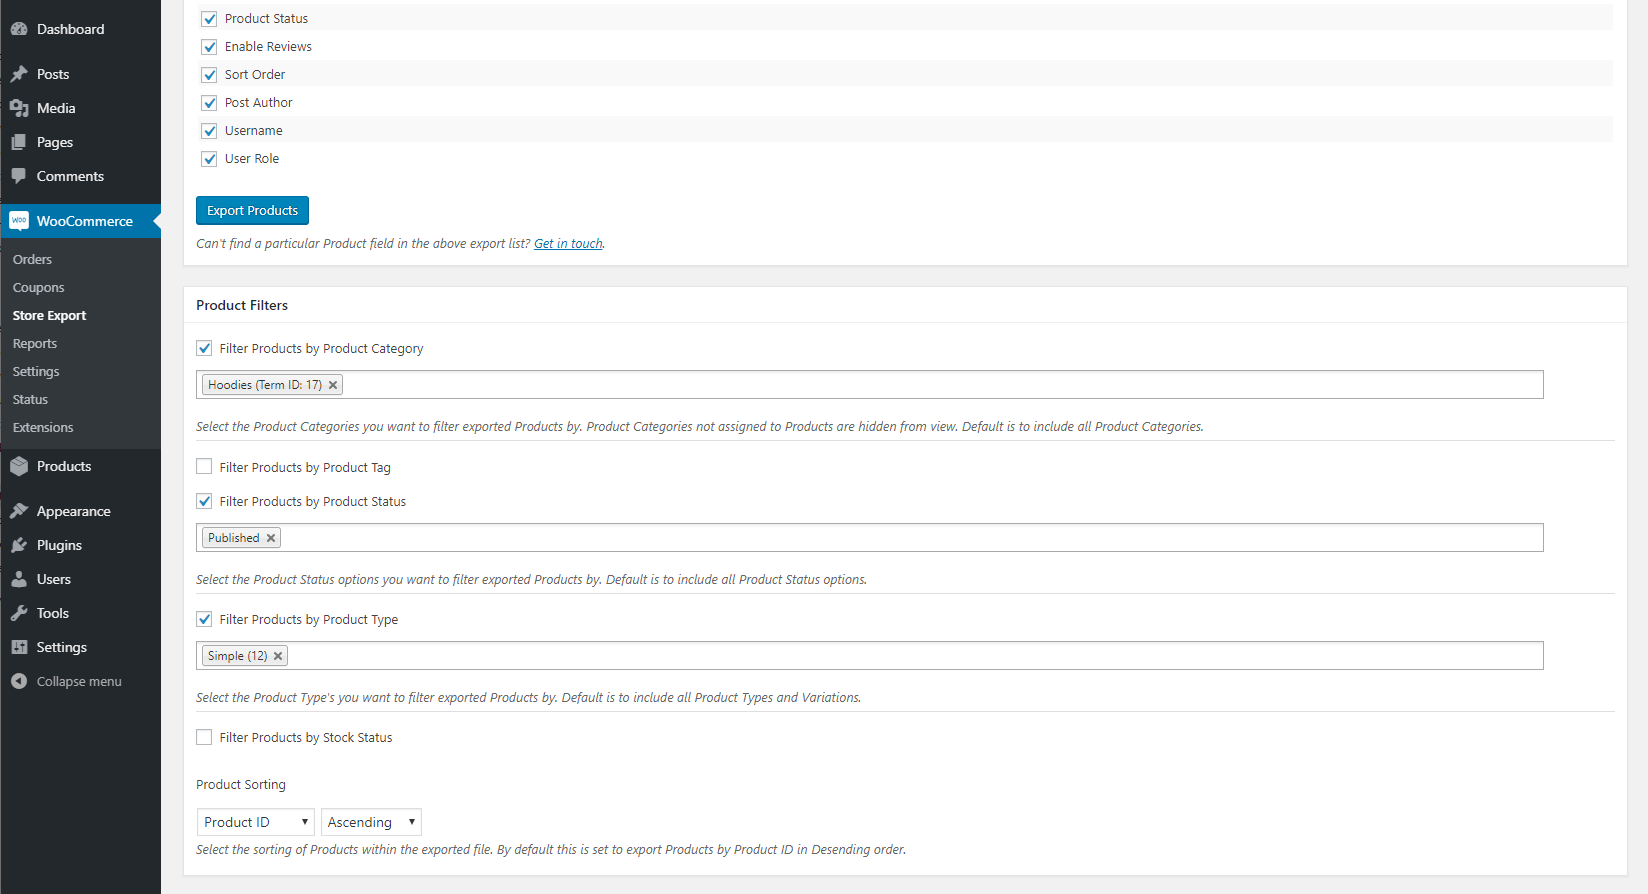 Dashboard
Posts
Media
Pages
Comments
Woo WooCommerce
Orders
Coupons
Store Export
Reports
Settings
Status
Extensions
Products
Appearance
Plugins
Users
Tools
Settings
Collapse menu
Product Status
Enable Reviews
Sort Order
Post Author
Username
User Role
Export Products
Can't find a particular Product field in the above export list? Get in touch.
Product Filters
Filter Products by Product Category
Hoodies (Term ID: 17) ×
Select the Product Categories you want to filter exported Products by. Product Categories not assigned to Products are hidden from view. Default is to include all Product Categories.
Filter Products by Product Tag
Filter Products by Product Status
Published ×
Select the Product Status options you want to filter exported Products by. Default is to include all Product Status options.
Filter Products by Product Type
Simple (12) ×
Select the Product Type's you want to filter exported Products by. Default is to include all Product Types and Variations.
Filter Products by Stock Status
Product Sorting
Product ID Ascending
Select the sorting of Products within the exported file. By default this is set to export Products by Product ID in Desending order.